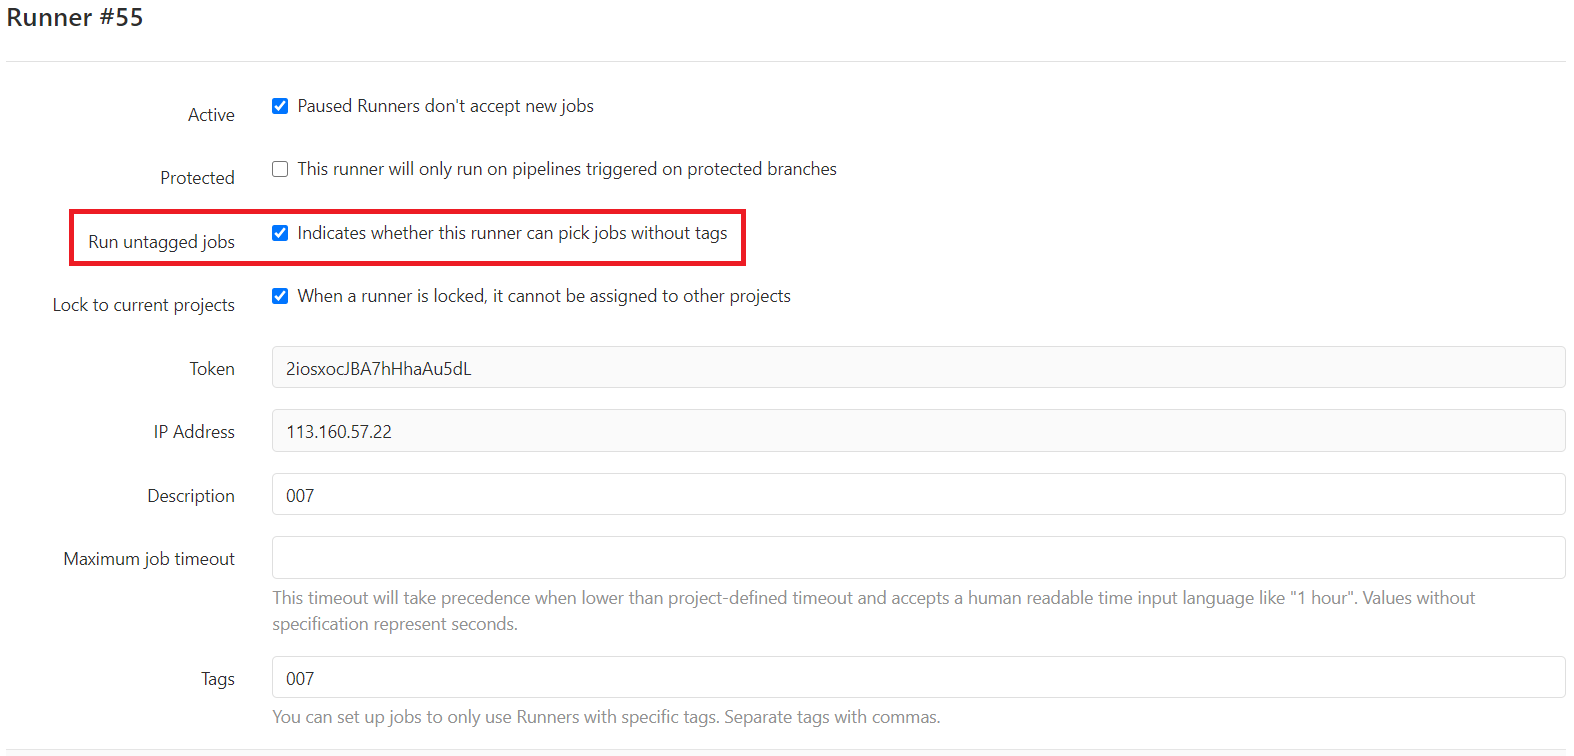 Runner #55
Active
Paused Runners don't accept new jobs
Protected
This runner will only run on pipelines triggered on protected branches
Run untagged jobs
Indicates whether this runner can pick jobs without tags
Lock to current projects
When a runner is locked, it cannot be assigned to other projects
Token
2iosxocJBA7hHhaAu5dL
IP Address
113.160.57.22
Description
007
Maximum job timeout
This timeout will take precedence when lower than project-defined timeout and accepts a human readable time input language like "1 hour". Values without
specification represent seconds.
Tags
007
You can set up jobs to only use Runners with specific tags. Separate tags with commas.